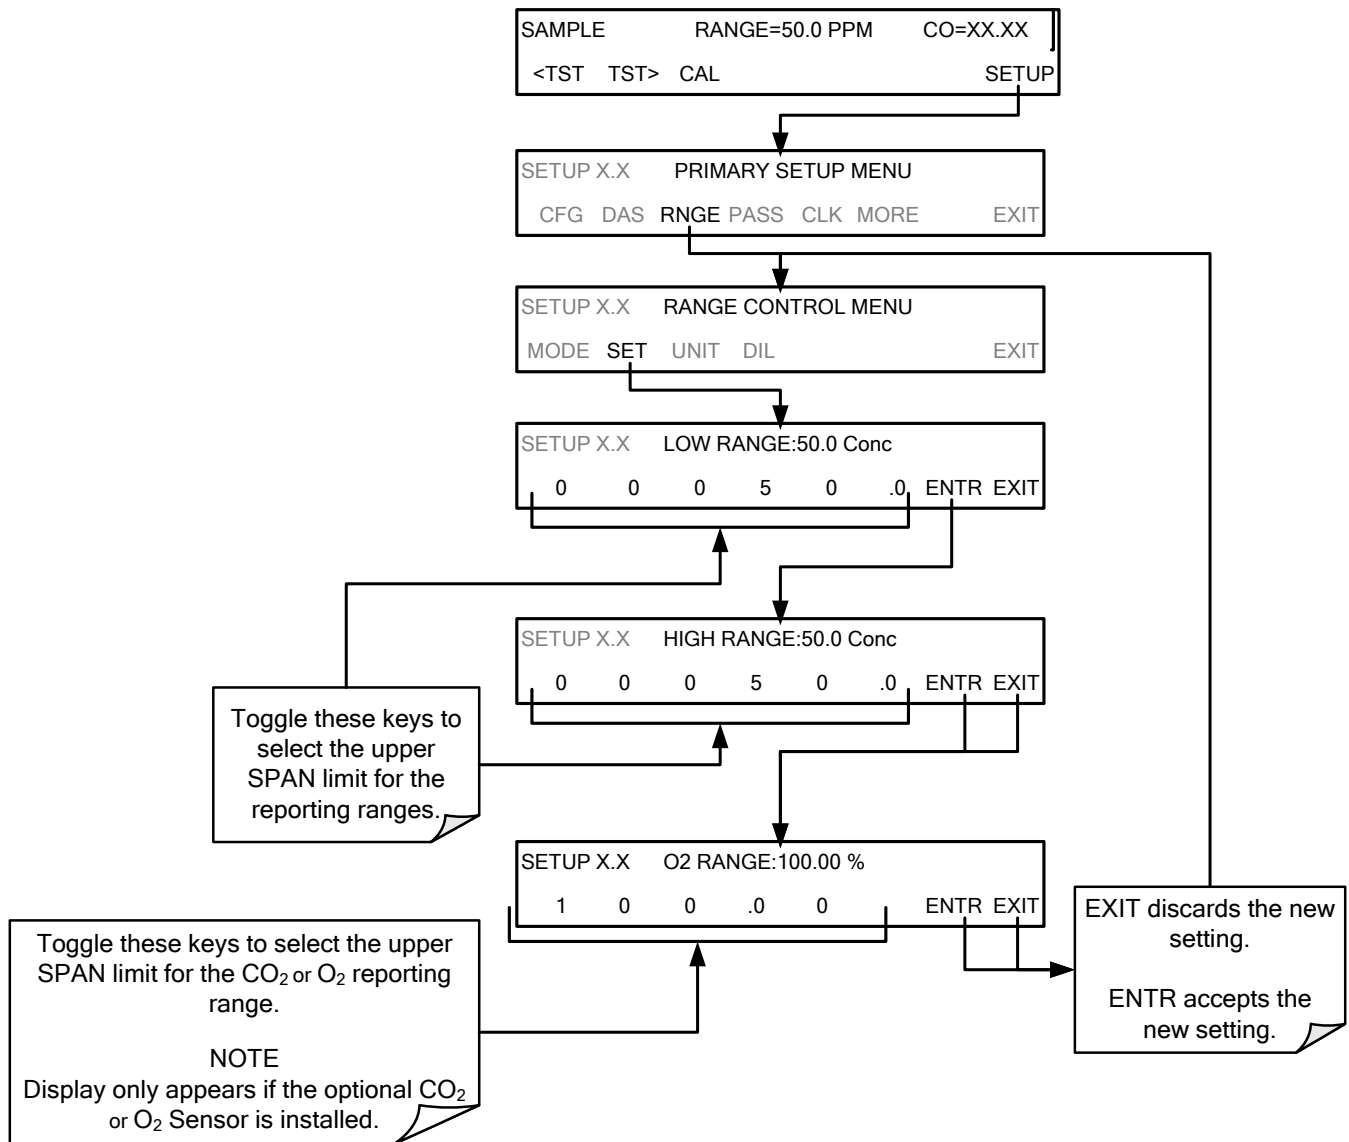 SAMPLE RANGE=50.0 PPM CO=XX.XX
<TST TST> CAL SETUP
SETUP X.X PRIMARY SETUP MENU
CFG DAS RNGE PASS CLK MORE EXIT
SETUP X.X RANGE CONTROL MENU
MODE SET UNIT DIL EXIT
SETUP X.X LOW RANGE:50.0 Conc
0 0 0 5 0 .0 ENTR EXIT
SETUP X.X HIGH RANGE:50.0 Conc
0 0 0 5 0 .0 ENTR EXIT
Toggle these keys to
select the upper
SPAN limit for the
reporting ranges.
SETUP X.X O2 RANGE:100.00 %
1 0 0 .0 0 ENTR EXIT
Toggle these keys to select the upper
SPAN limit for the CO₂ or O₂ reporting
range.
NOTE
Display only appears if the optional CO₂
or O₂ Sensor is installed.
EXIT discards the new
setting.
ENTR accepts the
new setting.